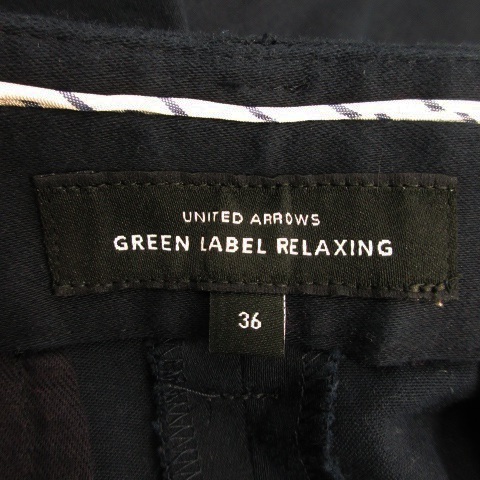 UNITED ARROWS
GREEN LABEL RELAXING
36